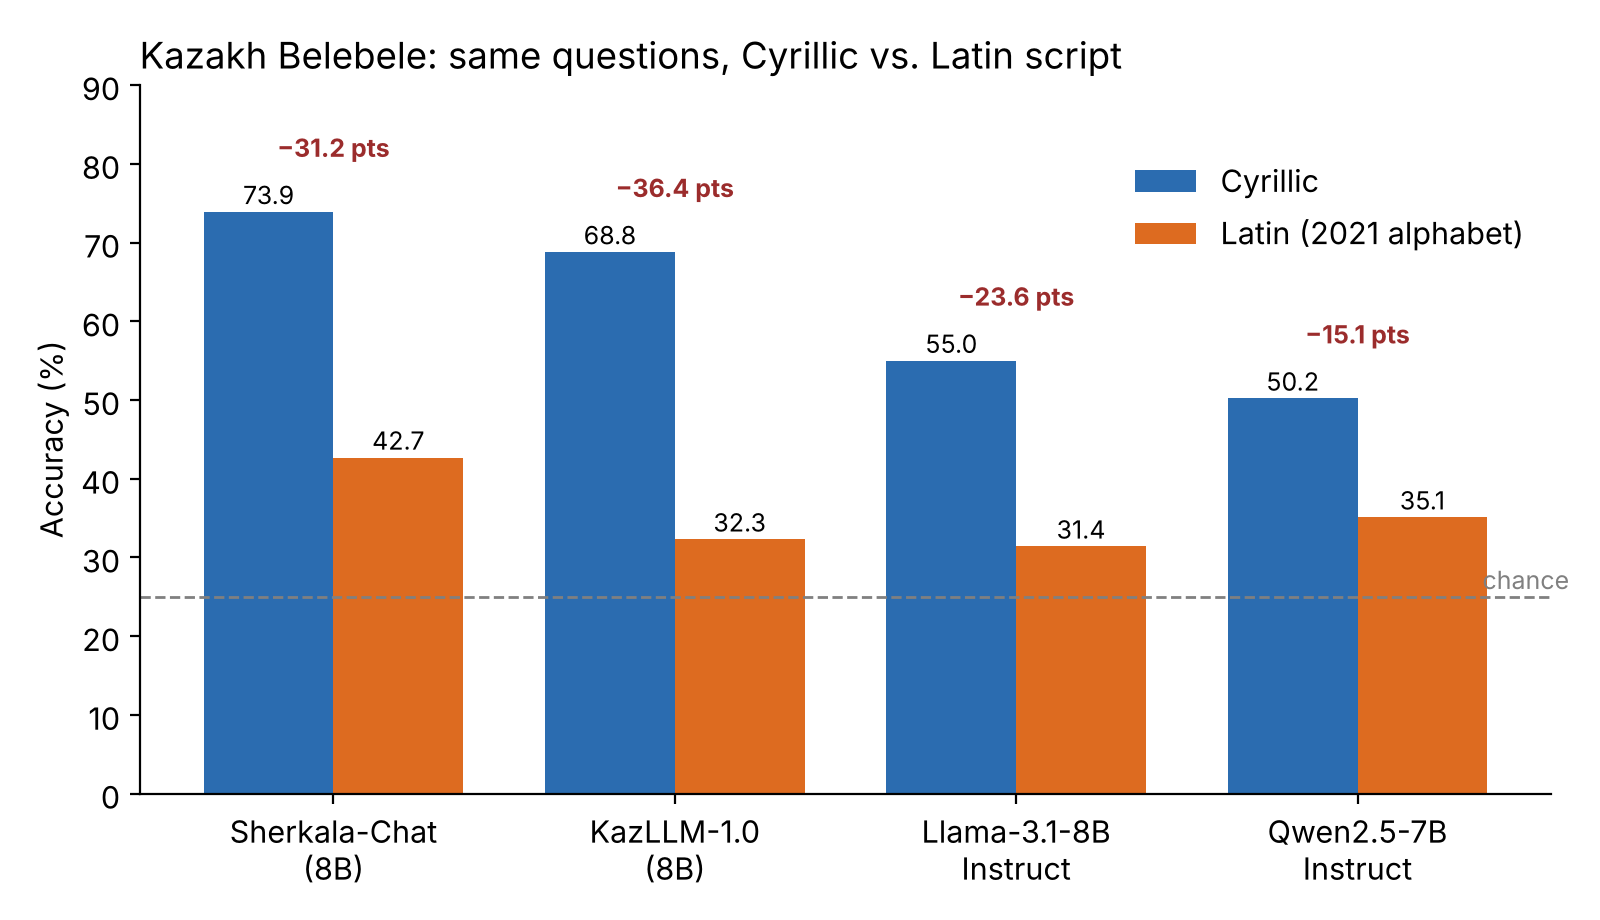 Kazakh Belebele: same questions, Cyrillic vs. Latin script
Accuracy (%)
90
80
70
60
50
40
30
20
10
0
−31.2 pts
73.9
42.7
−36.4 pts
68.8
32.3
−23.6 pts
55.0
31.4
−15.1 pts
50.2
35.1
Cyrillic
Latin (2021 alphabet)
chance
Sherkala-Chat
(8B)
KazLLM-1.0
(8B)
Llama-3.1-8B
Instruct
Qwen2.5-7B
Instruct